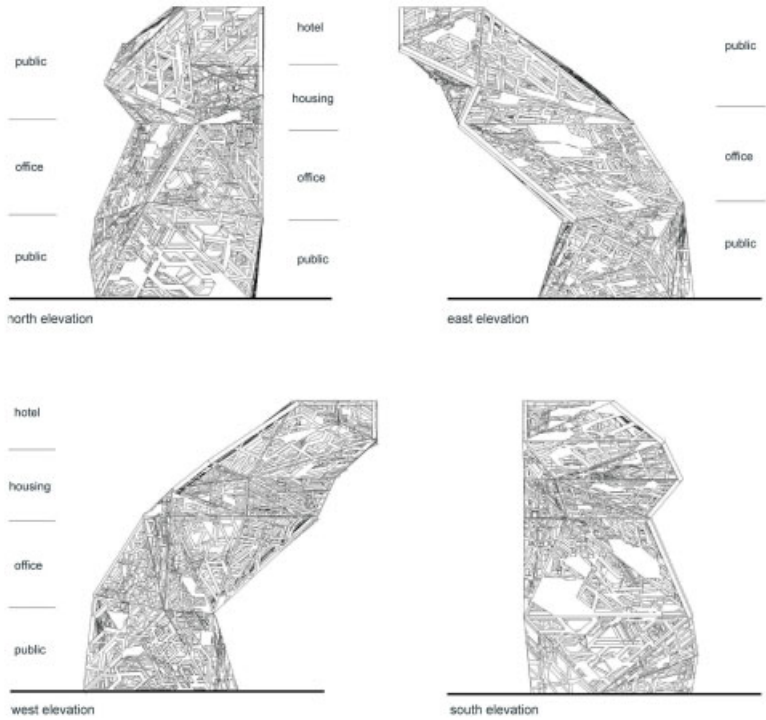 hotel
public
public
housing
office
office
office
public
public
public
north elevation
east elevation
hotel
housing
office
public
west elevation
south elevation